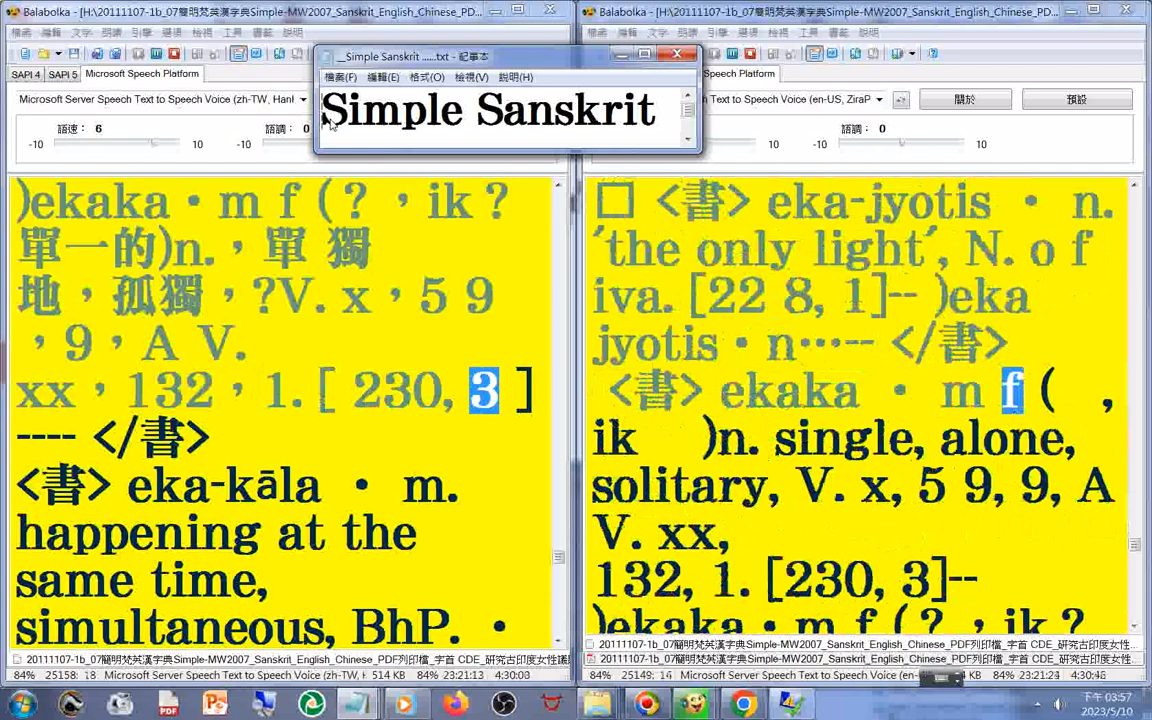 Balabolka - [H:\20111107-1b_07簡明梵英漢字典Simple-MW2007_Sanskrit_English_Chinese_PD...
SAPI 4 SAPI 5 Microsoft Speech Platform
Microsoft Server Speech Text to Speech Voice (zh-TW, HanI
語速： 6
語調： 0
-10 10 -10
)ekaka・m f (？，ik？
單一的)n.，單 獨
地，孤獨，?V. x，5 9
，9，A V.
xx，132，1. [ 230, 3 ]
---- </書>
<書> eka-kāla ・ m.
happening at the
same time,
simultaneous, BhP. ・
20111107-1b_07簡明梵英漢字典Simple-MW2007_Sanskrit_English_Chinese_PDF列印檔_字首 CDE_研究古印度女性議
84% 25158: 18 Microsoft Server Speech Text to Speech Voice (zh-TW, H 514 KB 84% 23:21:13 4:30:03
__Simple Sanskrit ......txt - 記事本
檔案(F) 編輯(E) 格式(O) 檢視(V) 說明(H)
Simple Sanskrit
Balabolka - [H:\20111107-1b_07簡明梵英漢字典Simple-MW2007_Sanskrit_English_Chinese_PD...
Speech Platform
Microsoft Server Speech Text to Speech Voice (en-US, ZiraP
關於 預設
語調： 0
10 -10 10
□ <書> eka-jyotis ・ n.
′the only light′, N. o f
iva. [22 8, 1]-- )eka
jyotis・n…-- </書>
<書> ekaka ・ m f ( ,
ik )n. single, alone,
solitary, V. x, 5 9, 9, A
V. xx,
132, 1. [230, 3]--
)ekaka・m f (？，ik？
20111107-1b_07簡明梵英漢字典Simple-MW2007_Sanskrit_English_Chinese_PDF列印檔_字首 CDE_研究古印度女性
20111107-1b_07簡明梵英漢字典Simple-MW2007_Sanskrit_English_Chinese_PDF列印檔_字首 CDE_研究古印度女性
84% 25149: 14 Microsoft Server Speech Text to Speech Voice (en- KB 84% 23:21:24 4:30:46
下午 03:57
2023/5/10